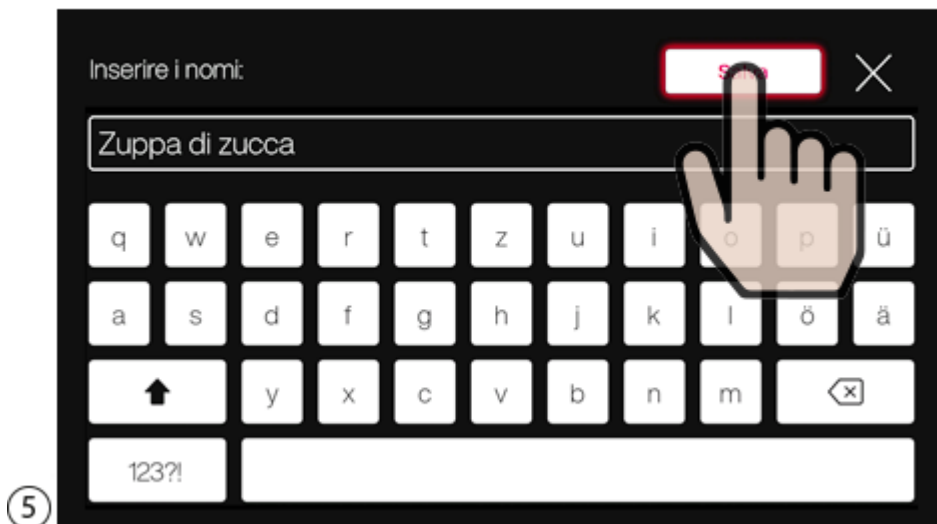 Inserire i nomi:
Zuppa di zucca
q w e r t z u i o p ü
a s d f g h j k l ö ä
y x c v b n m
123?!
5